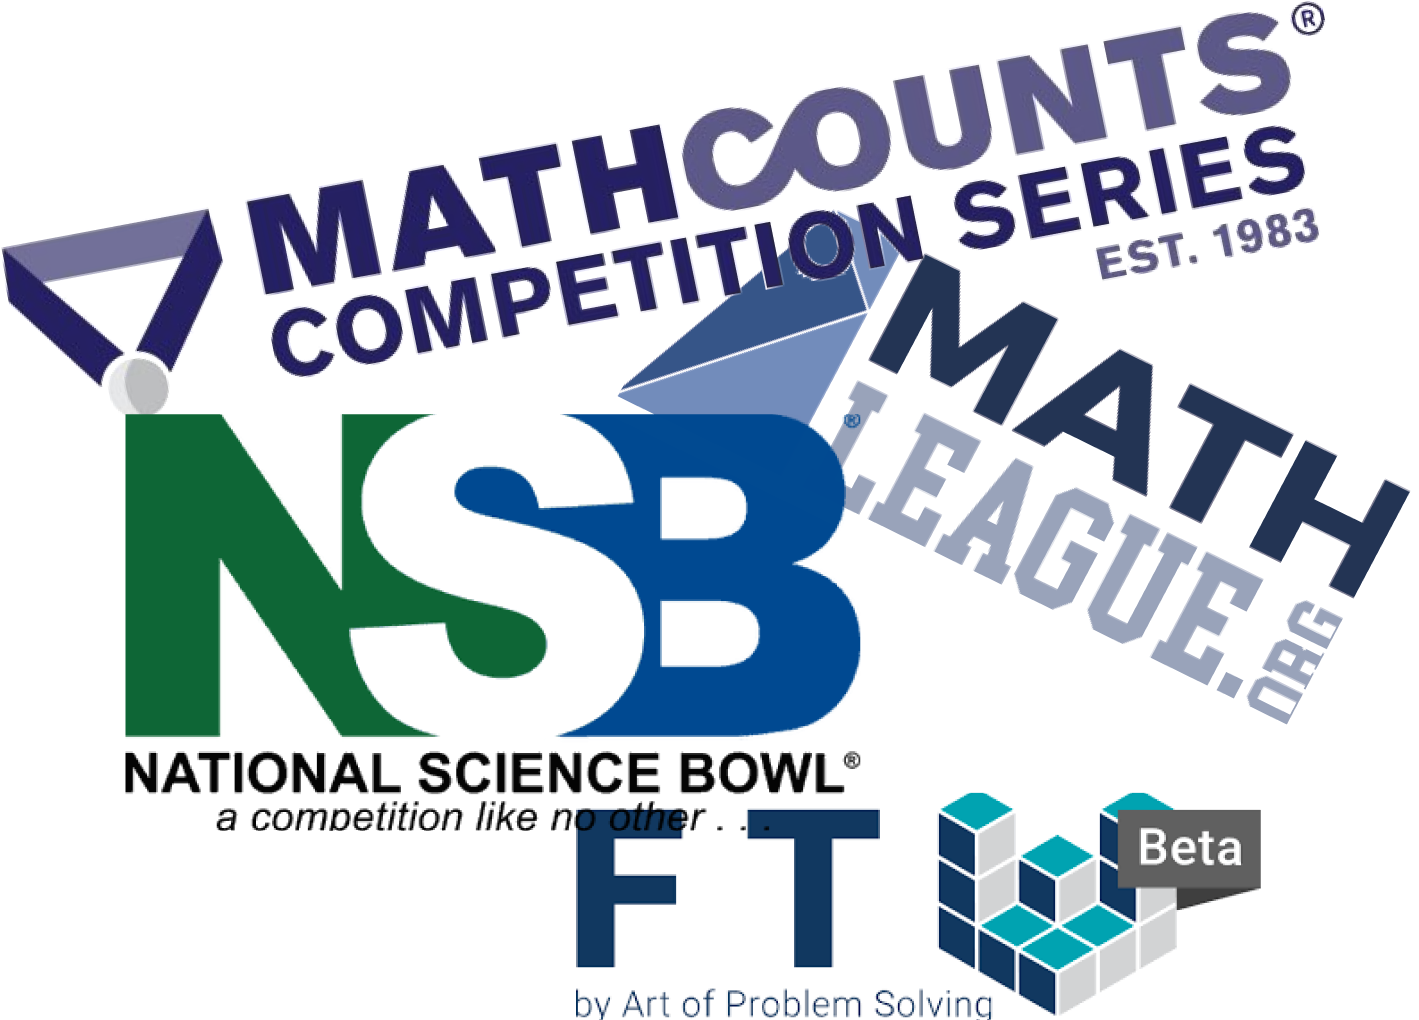 MATHCOUNTS®
COMPETITION SERIES
EST. 1983
MATH
LEAGUE.
ORG
NSB®
NATIONAL SCIENCE BOWL®
a competition like no other . . .
F T W
Beta
by Art of Problem Solving